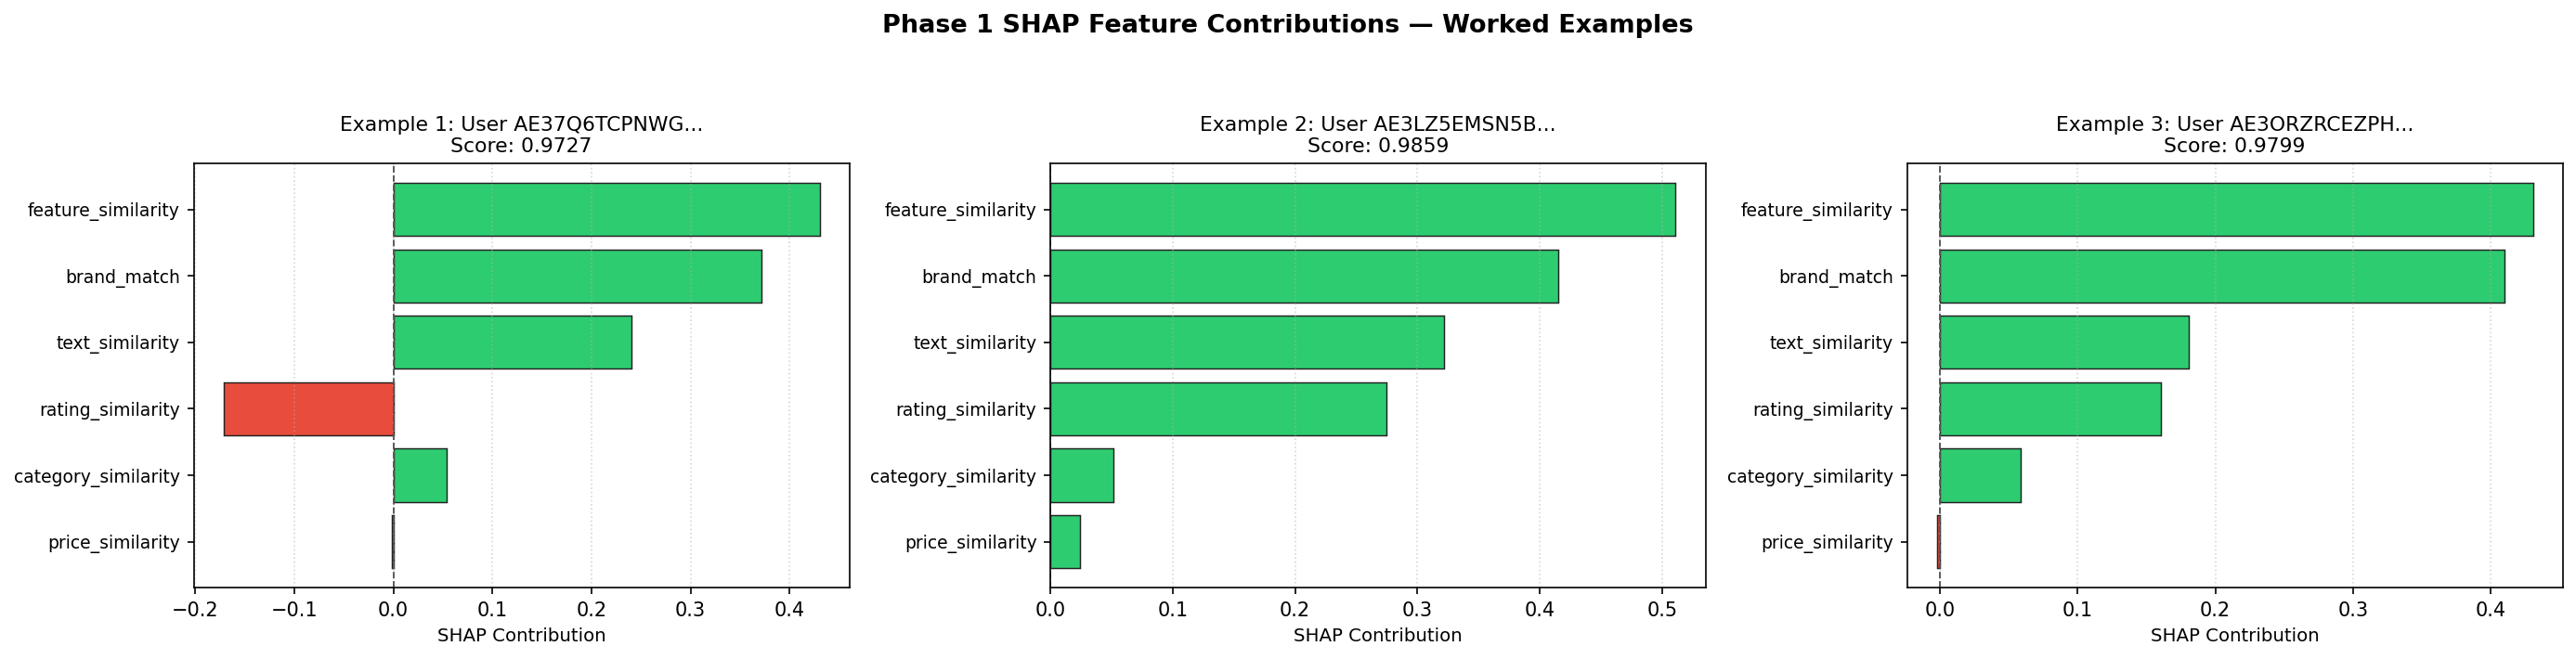 Phase 1 SHAP Feature Contributions — Worked Examples
Example 1: User AE37Q6TCPNWG...
Score: 0.9727
feature_similarity
brand_match
text_similarity
rating_similarity
category_similarity
price_similarity
−0.2 −0.1 0.0 0.1 0.2 0.3 0.4
SHAP Contribution
Example 2: User AE3LZ5EMSN5B...
Score: 0.9859
feature_similarity
brand_match
text_similarity
rating_similarity
category_similarity
price_similarity
0.0 0.1 0.2 0.3 0.4 0.5
SHAP Contribution
Example 3: User AE3ORZRCEZPH...
Score: 0.9799
feature_similarity
brand_match
text_similarity
rating_similarity
category_similarity
price_similarity
0.0 0.1 0.2 0.3 0.4
SHAP Contribution